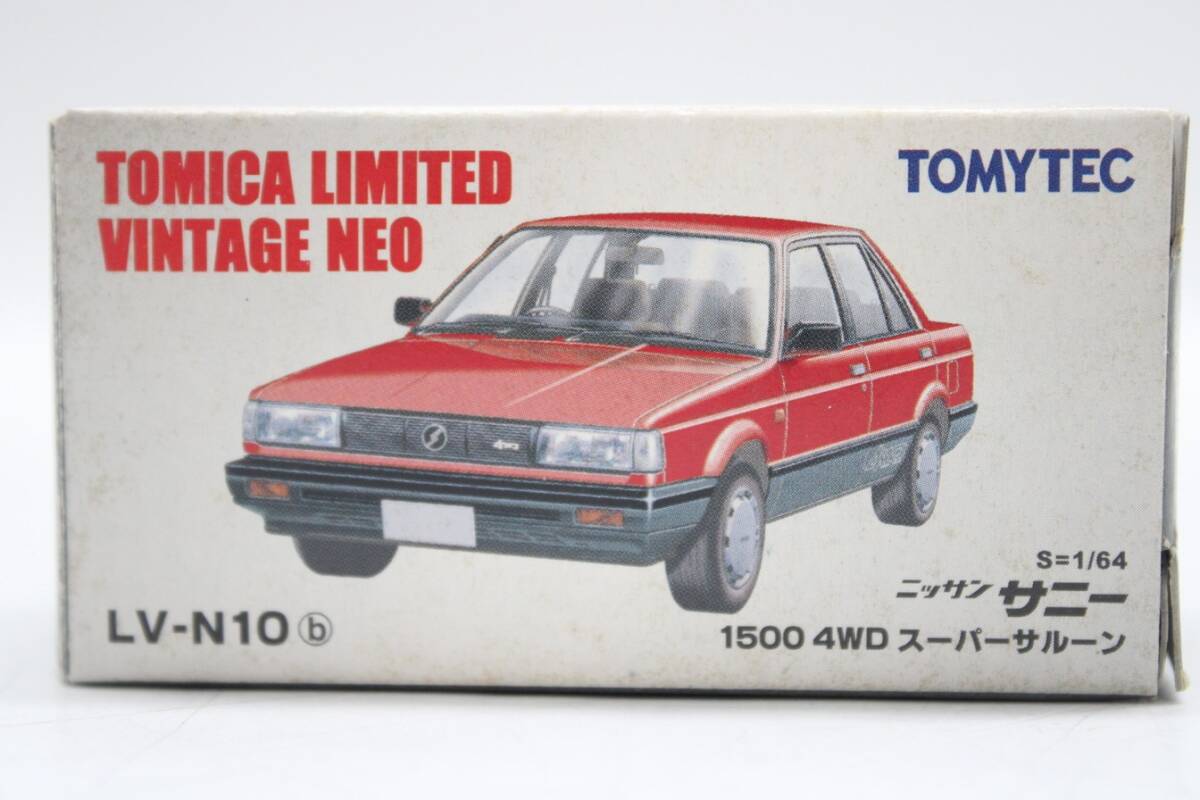 TOMICA LIMITED
VINTAGE NEO
TOMYTEC
4WD
S=1/64
ニッサン サニー
LV-N10 ⓑ
1500 4WD スーパーサルーン